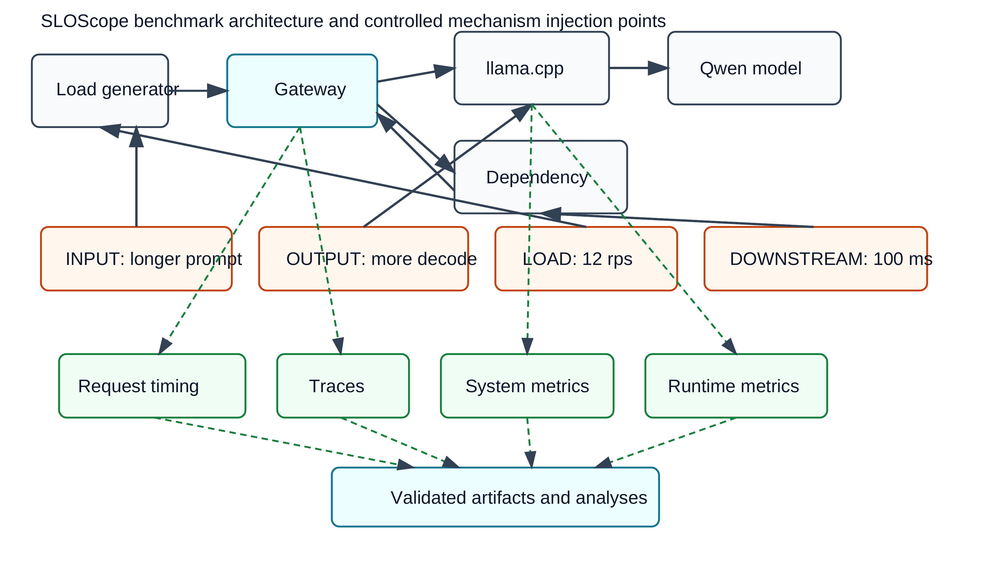 SLOScope benchmark architecture and controlled mechanism injection points
llama.cpp
Qwen model
Load generator
Gateway
Dependency
INPUT: longer prompt
OUTPUT: more decode
LOAD: 12 rps
DOWNSTREAM: 100 ms
Request timing
Traces
System metrics
Runtime metrics
Validated artifacts and analyses